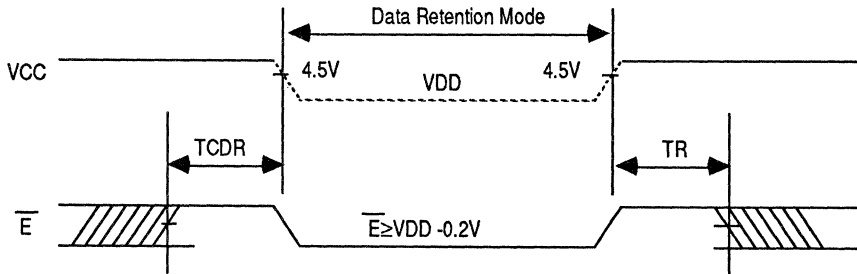 Data Retention Mode
VCC
4.5V
VDD
4.5V
TCDR
TR
E
E≥VDD -0.2V